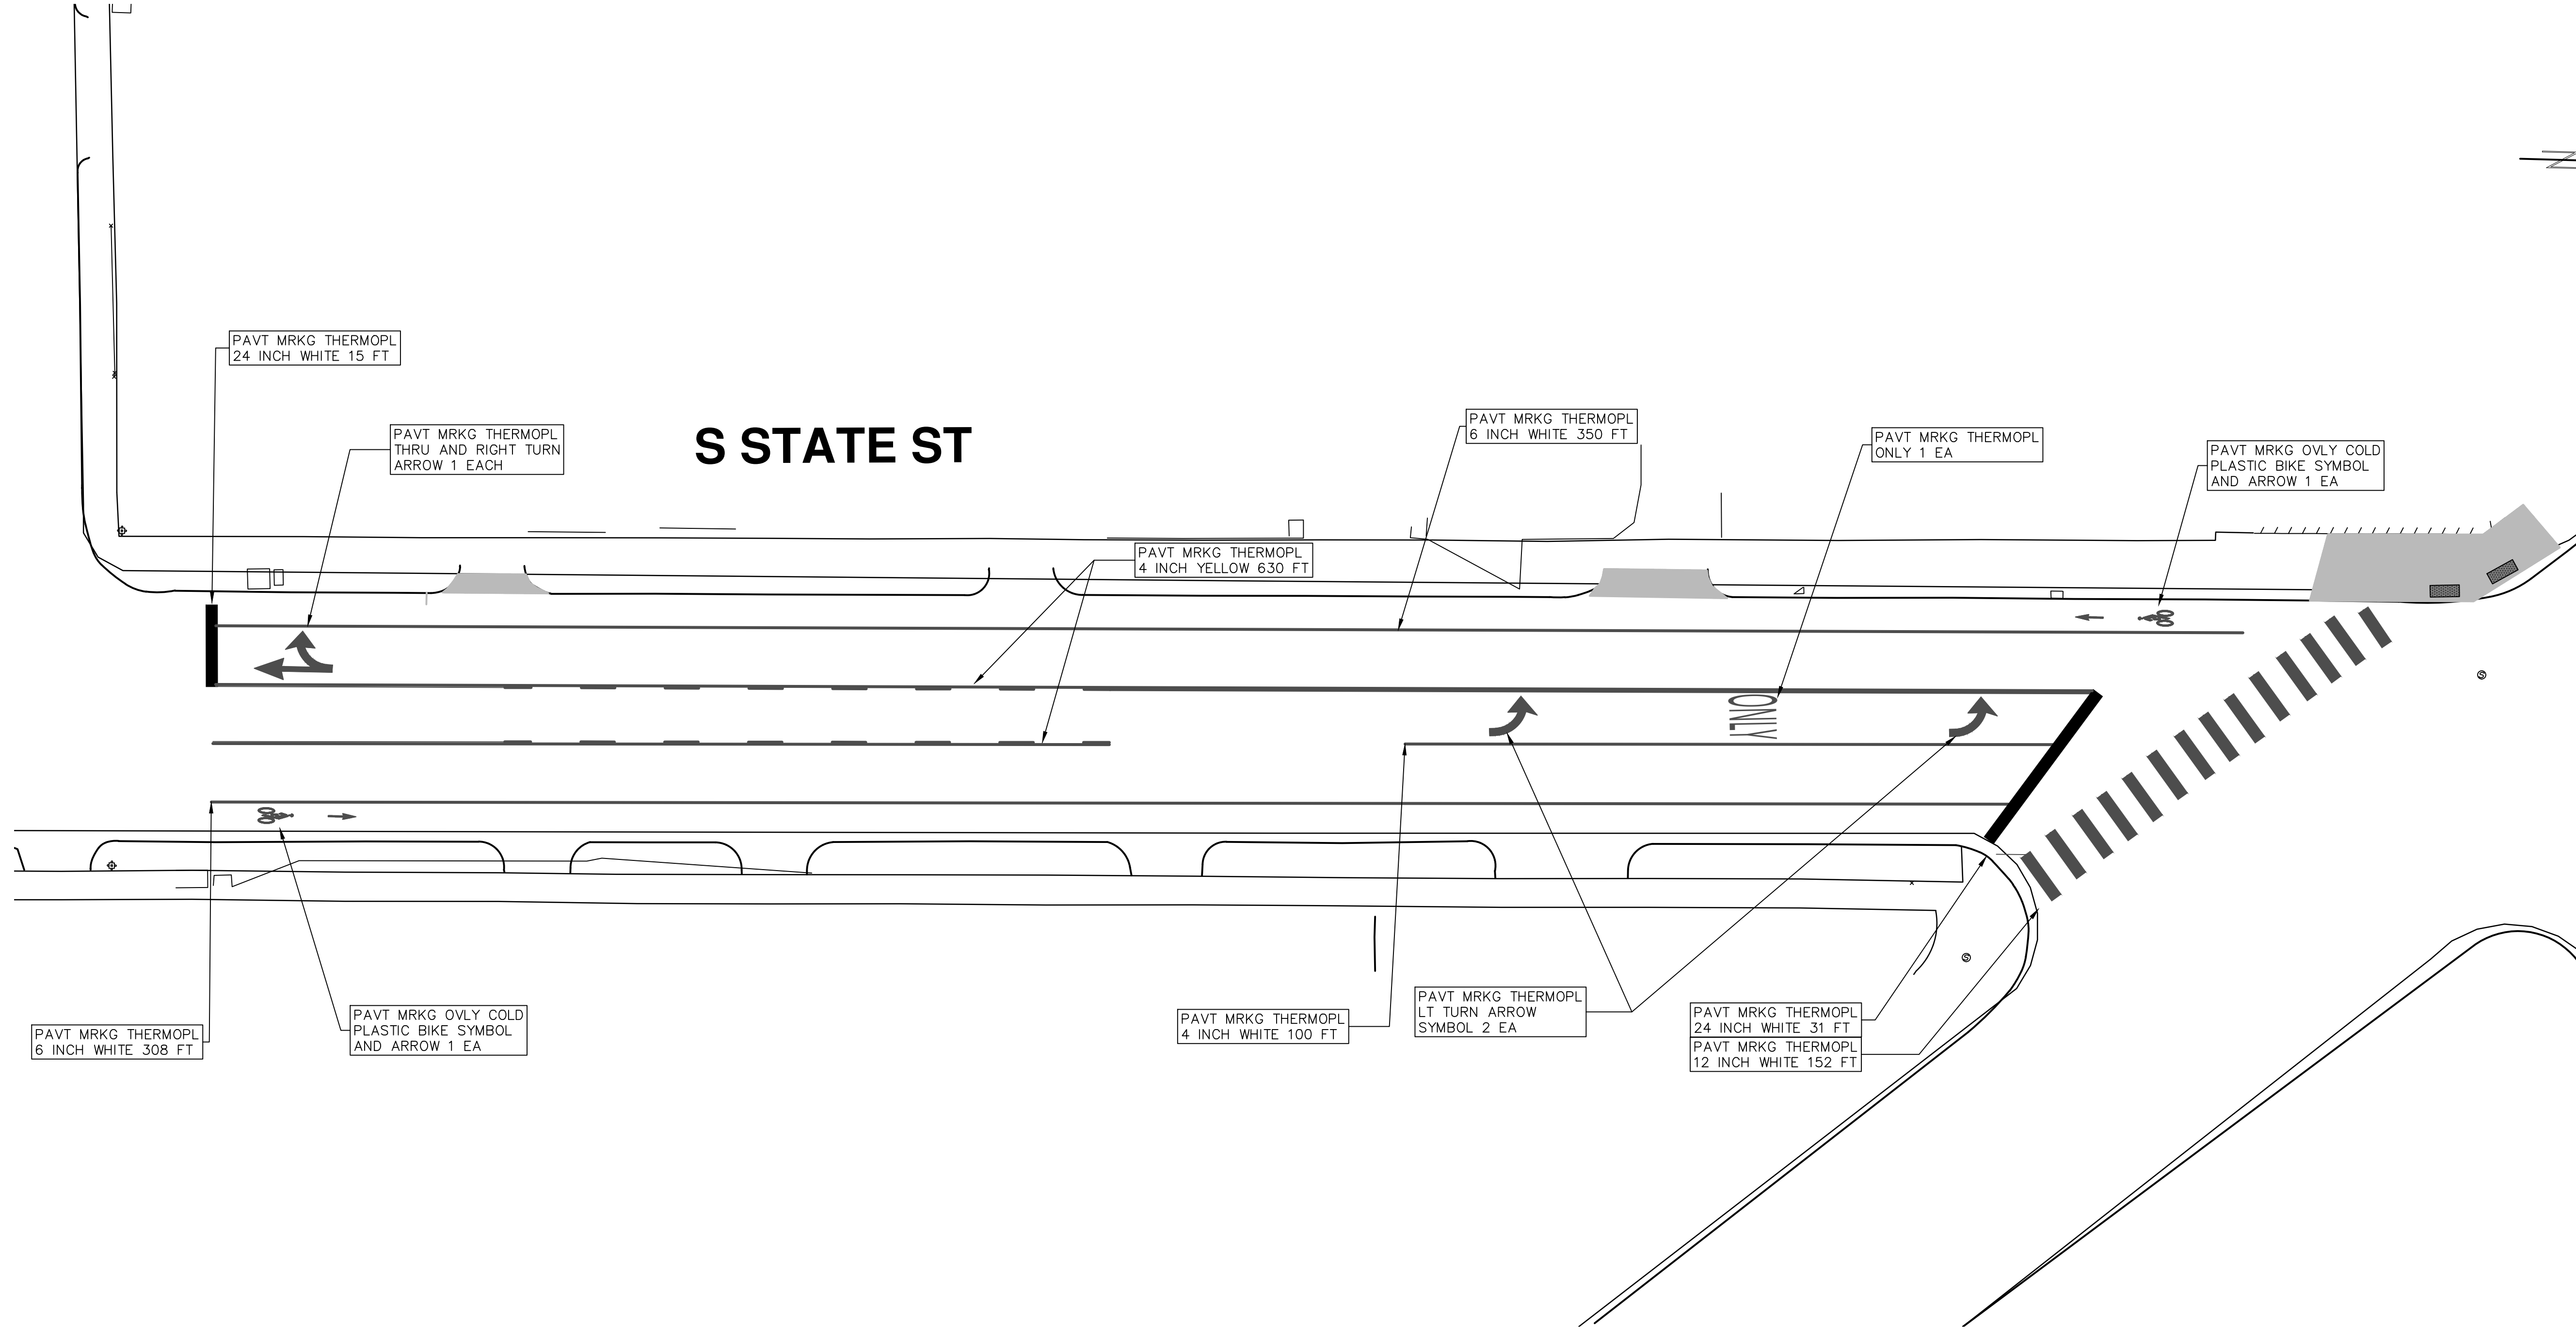 PAVT MRKG THERMOPL
24 INCH WHITE 15 FT
PAVT MRKG THERMOPL
THRU AND RIGHT TURN
ARROW 1 EACH
S STATE ST
PAVT MRKG THERMOPL
6 INCH WHITE 350 FT
PAVT MRKG THERMOPL
ONLY 1 EA
PAVT MRKG OVLY COLD
PLASTIC BIKE SYMBOL
AND ARROW 1 EA
PAVT MRKG THERMOPL
4 INCH YELLOW 630 FT
ONLY
S
S
PAVT MRKG THERMOPL
6 INCH WHITE 308 FT
PAVT MRKG OVLY COLD
PLASTIC BIKE SYMBOL
AND ARROW 1 EA
PAVT MRKG THERMOPL
4 INCH WHITE 100 FT
PAVT MRKG THERMOPL
LT TURN ARROW
SYMBOL 2 EA
PAVT MRKG THERMOPL
24 INCH WHITE 31 FT
PAVT MRKG THERMOPL
12 INCH WHITE 152 FT